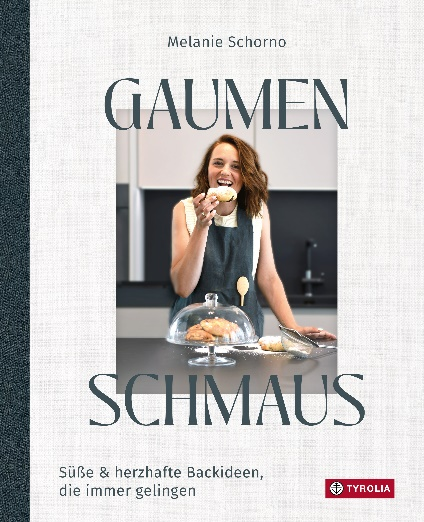 Melanie Schorno
GAUMEN
SCHMAUS
Süße & herzhafte Backideen,
die immer gelingen
TYROLIA